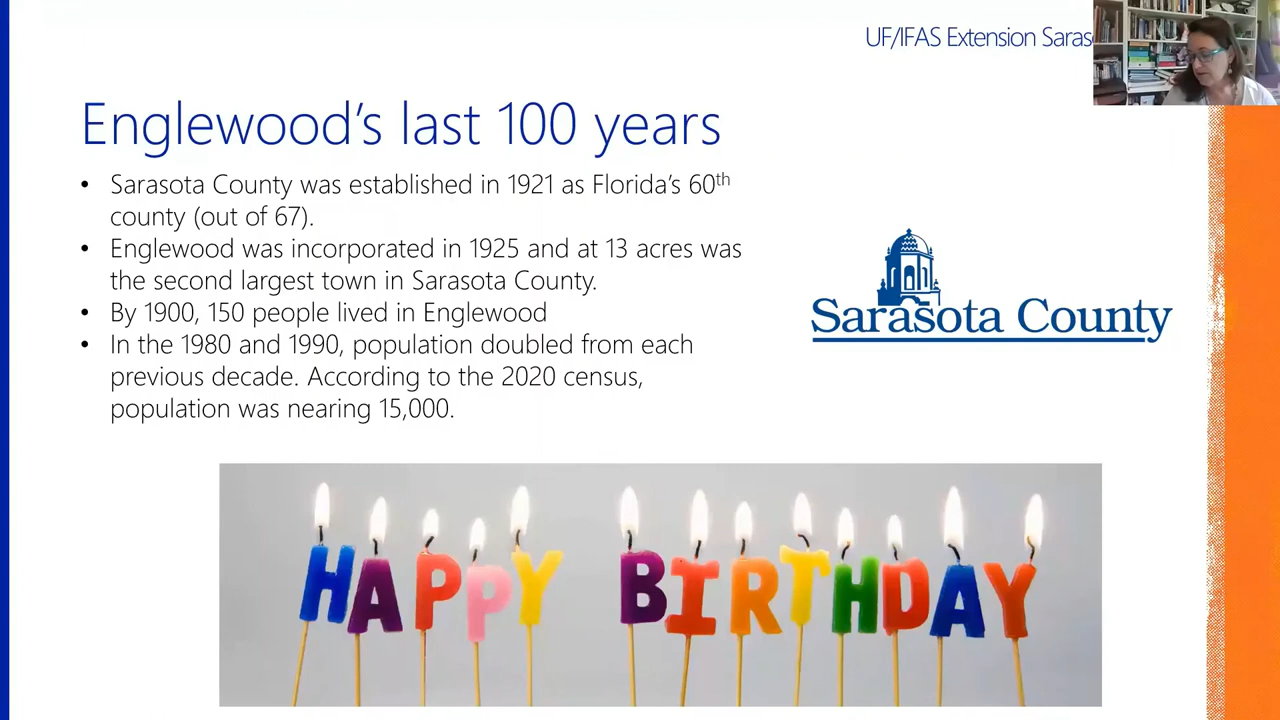 UF/IFAS Extension Saras
Englewood's last 100 years
• Sarasota County was established in 1921 as Florida's 60th
county (out of 67).
• Englewood was incorporated in 1925 and at 13 acres was
the second largest town in Sarasota County.
• By 1900, 150 people lived in Englewood
• In the 1980 and 1990, population doubled from each
previous decade. According to the 2020 census,
population was nearing 15,000.
Sarasota County
HAPPY BIRTHDAY